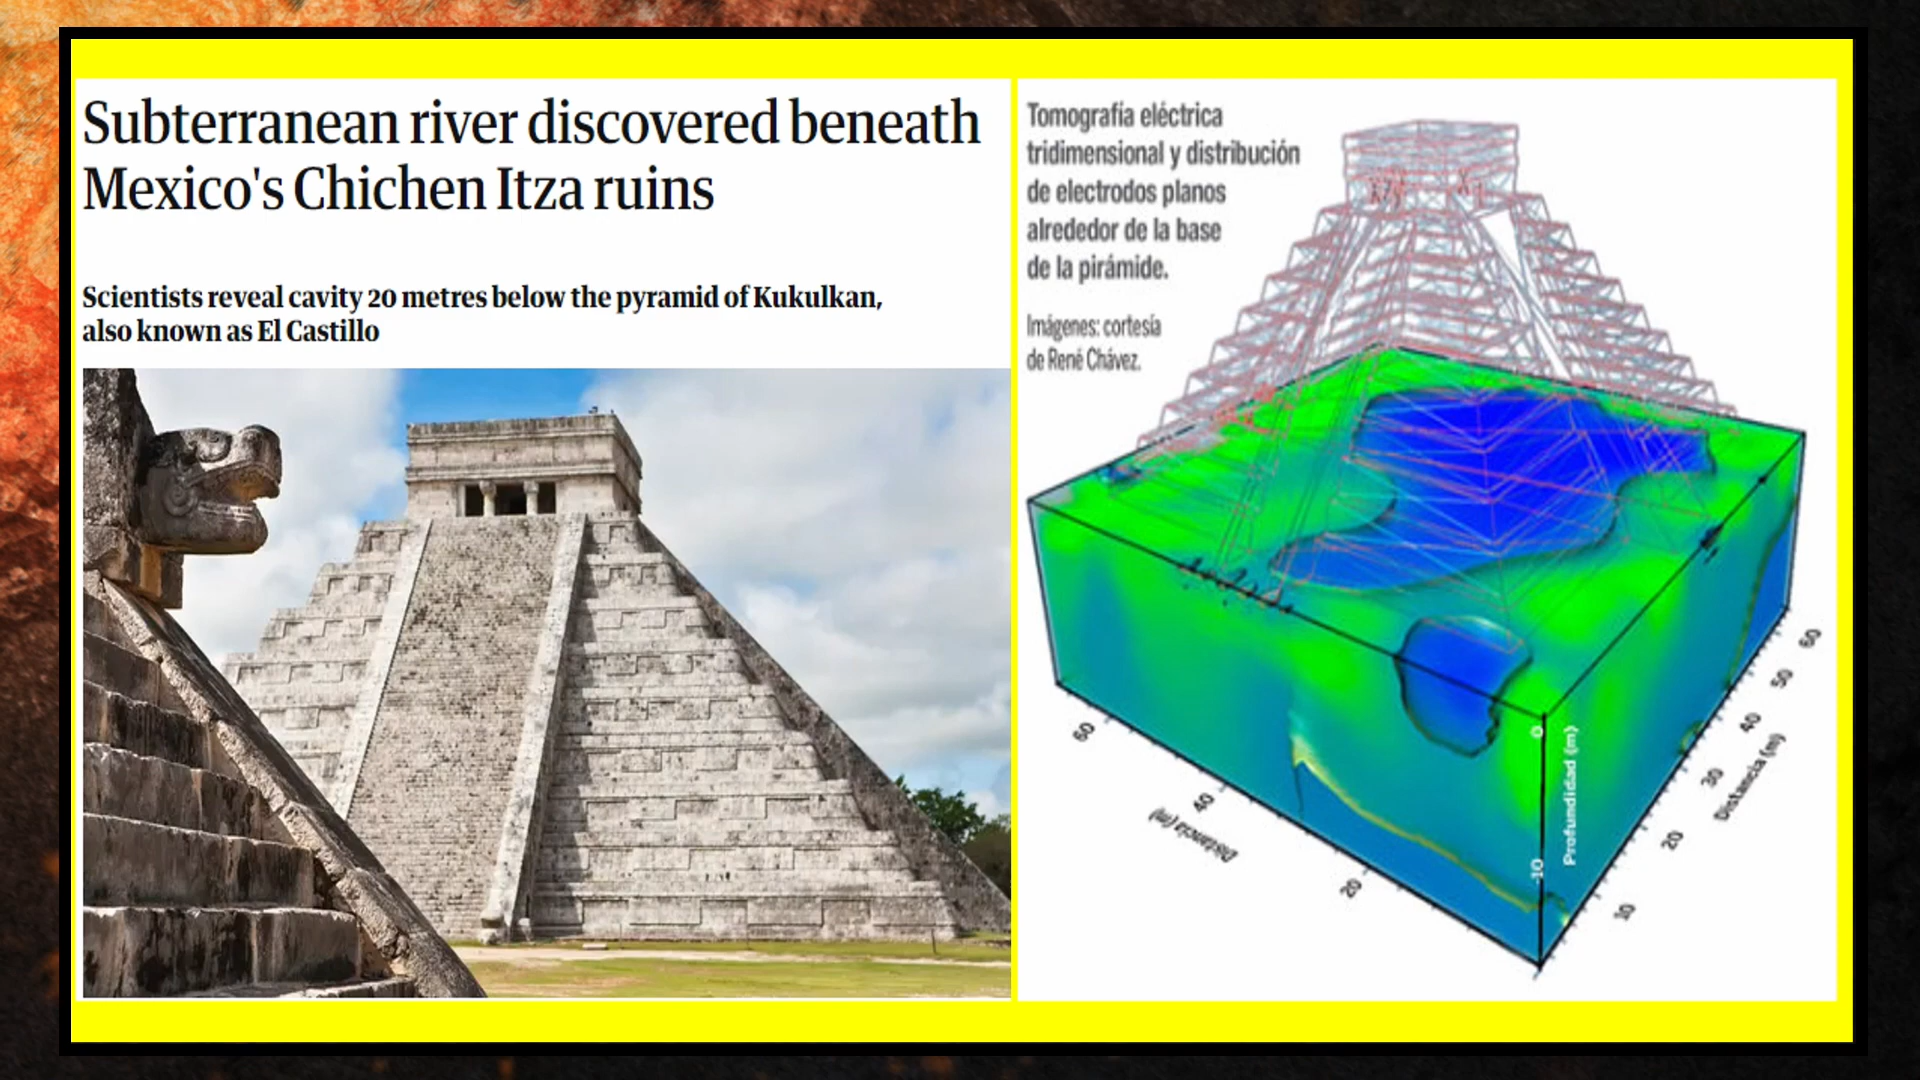 Subterranean river discovered beneath
Mexico's Chichen Itza ruins
Scientists reveal cavity 20 metres below the pyramid of Kukulkan,
also known as El Castillo
Tomografía eléctrica
tridimensional y distribución
de electrodos planos
alrededor de la base
de la pirámide.
Imágenes: cortesía
de René Chávez.
60
40
20
Distancia (m)
0
-10
Profundidad (m)
10
20
30
40
50
60
Distancia (m)